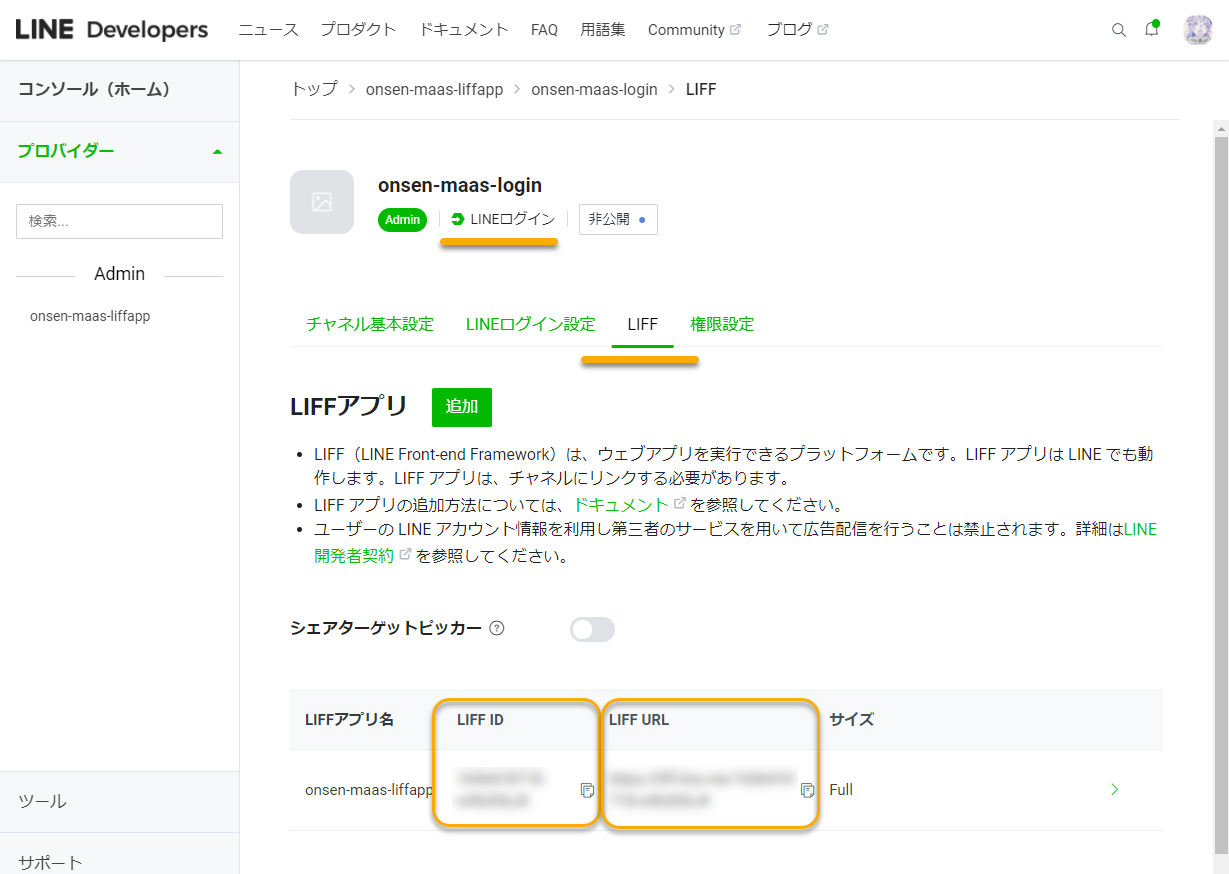 LINE Developers ニュース プロダクト ドキュメント FAQ 用語集 Community ブログ
コンソール（ホーム）
プロバイダー
検索...
Admin
onsen-maas-liffapp
ツール
サポート
トップ > onsen-maas-liffapp > onsen-maas-login > LIFF
onsen-maas-login
Admin LINEログイン 非公開
チャネル基本設定 LINEログイン設定 LIFF 権限設定
LIFFアプリ 追加
• LIFF（LINE Front-end Framework）は、ウェブアプリを実行できるプラットフォームです。LIFF アプリは LINE でも動
作します。LIFF アプリは、チャネルにリンクする必要があります。
• LIFF アプリの追加方法については、ドキュメント を参照してください。
• ユーザーの LINE アカウント情報を利用し第三者のサービスを用いて広告配信を行うことは禁止されます。詳細はLINE
開発者契約 を参照してください。
シェアターゲットピッカー ?
LIFFアプリ名 LIFF ID LIFF URL サイズ
onsen-maas-liffapp Full